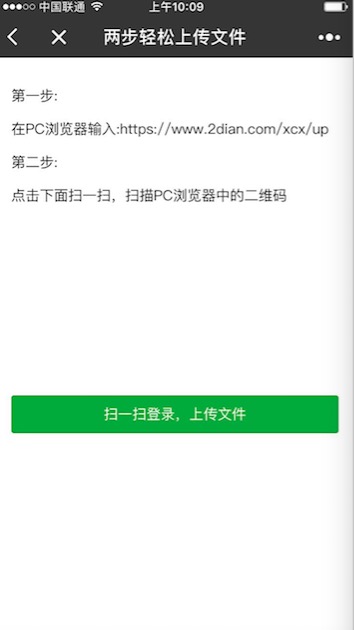 中国联通 上午10:09
两步轻松上传文件
第一步:
在PC浏览器输入:https://www.2dian.com/xcx/up
第二步:
点击下面扫一扫，扫描PC浏览器中的二维码
扫一扫登录，上传文件